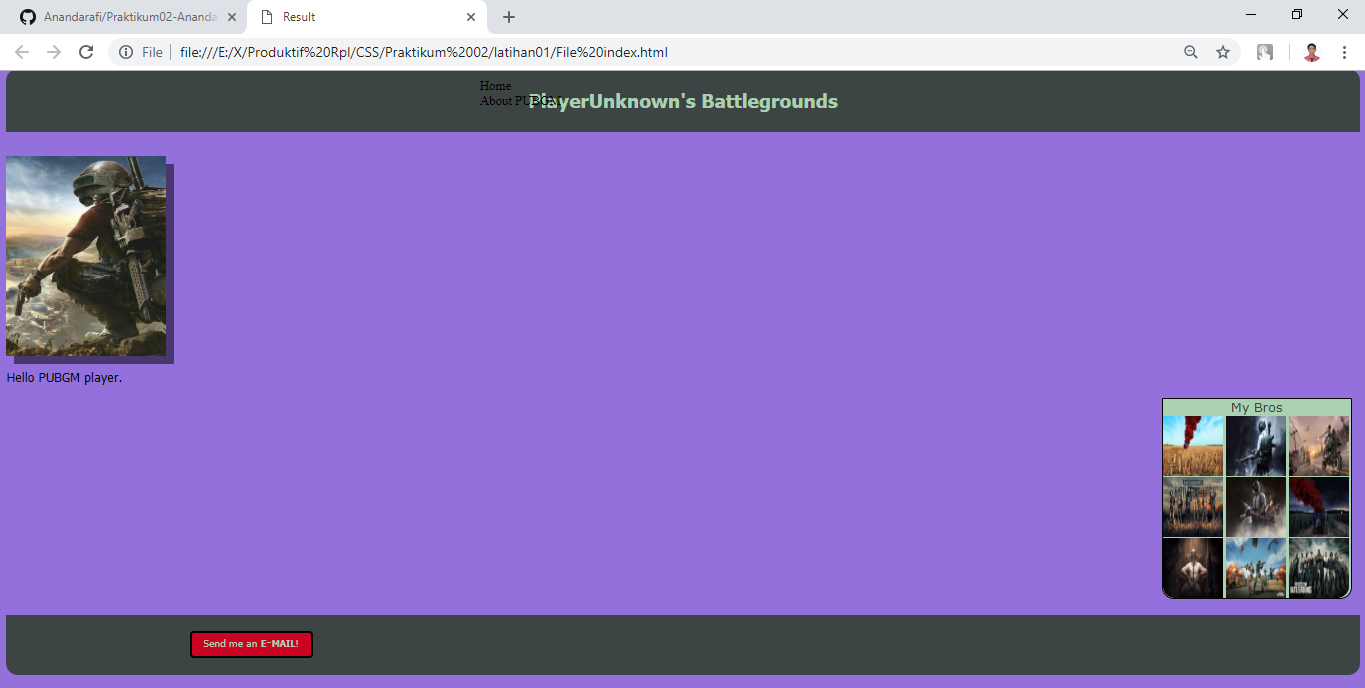 Anandarafi/Praktikum02-Ananda
Result
File
file:///E:/X/Produktif%20Rpl/CSS/Praktikum%2002/latihan01/File%20index.html
Home
About PUBGM
PlayerUnknown's Battlegrounds
Hello PUBGM player.
My Bros
Send me an E-MAIL!